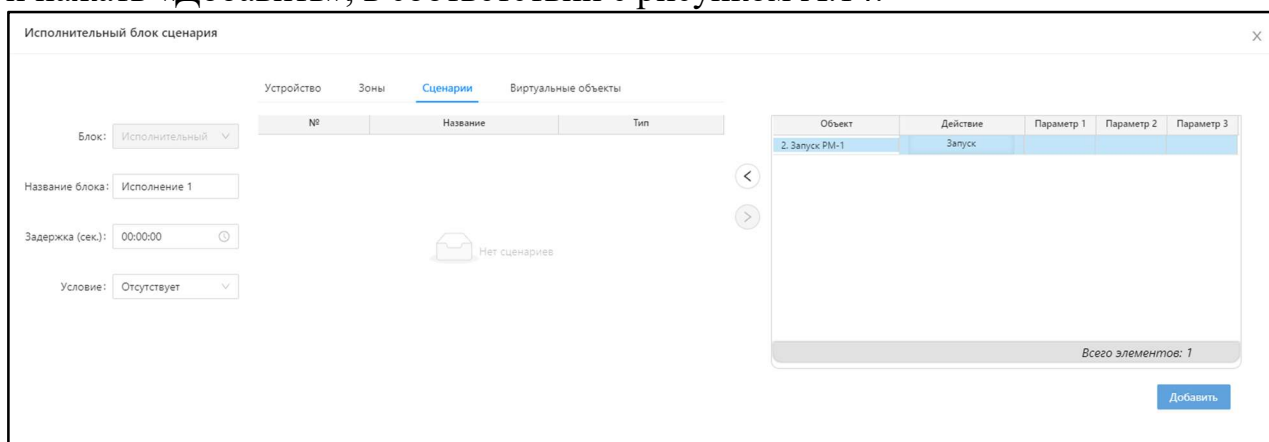 Исполнительный блок сценария
Устройство Зоны Сценарии Виртуальные объекты
Блок: Исполнительный
№ Название Тип
Объект Действие Параметр 1 Параметр 2 Параметр 3
2. Запуск РМ-1 Запуск
Название блока: Исполнение 1
Задержка (сек.): 00:00:00
Нет сценариев
Условие: Отсутствует
Всего элементов: 1
Добавить